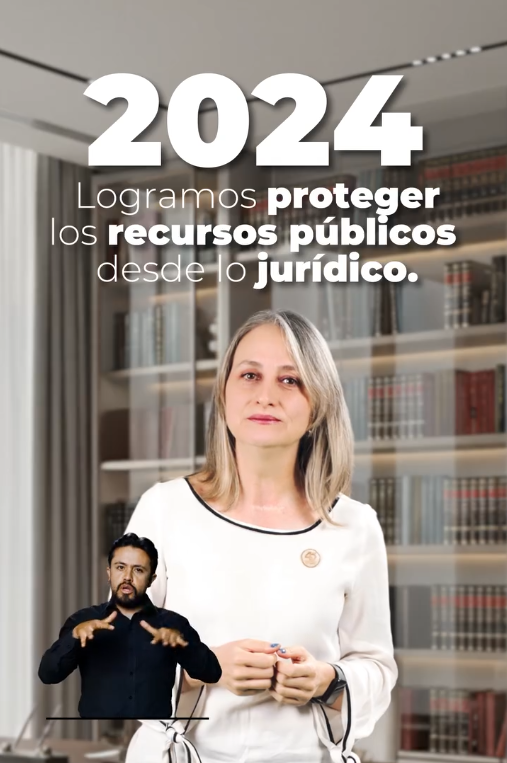 2024
Logramos proteger
los recursos públicos
desde lo jurídico.